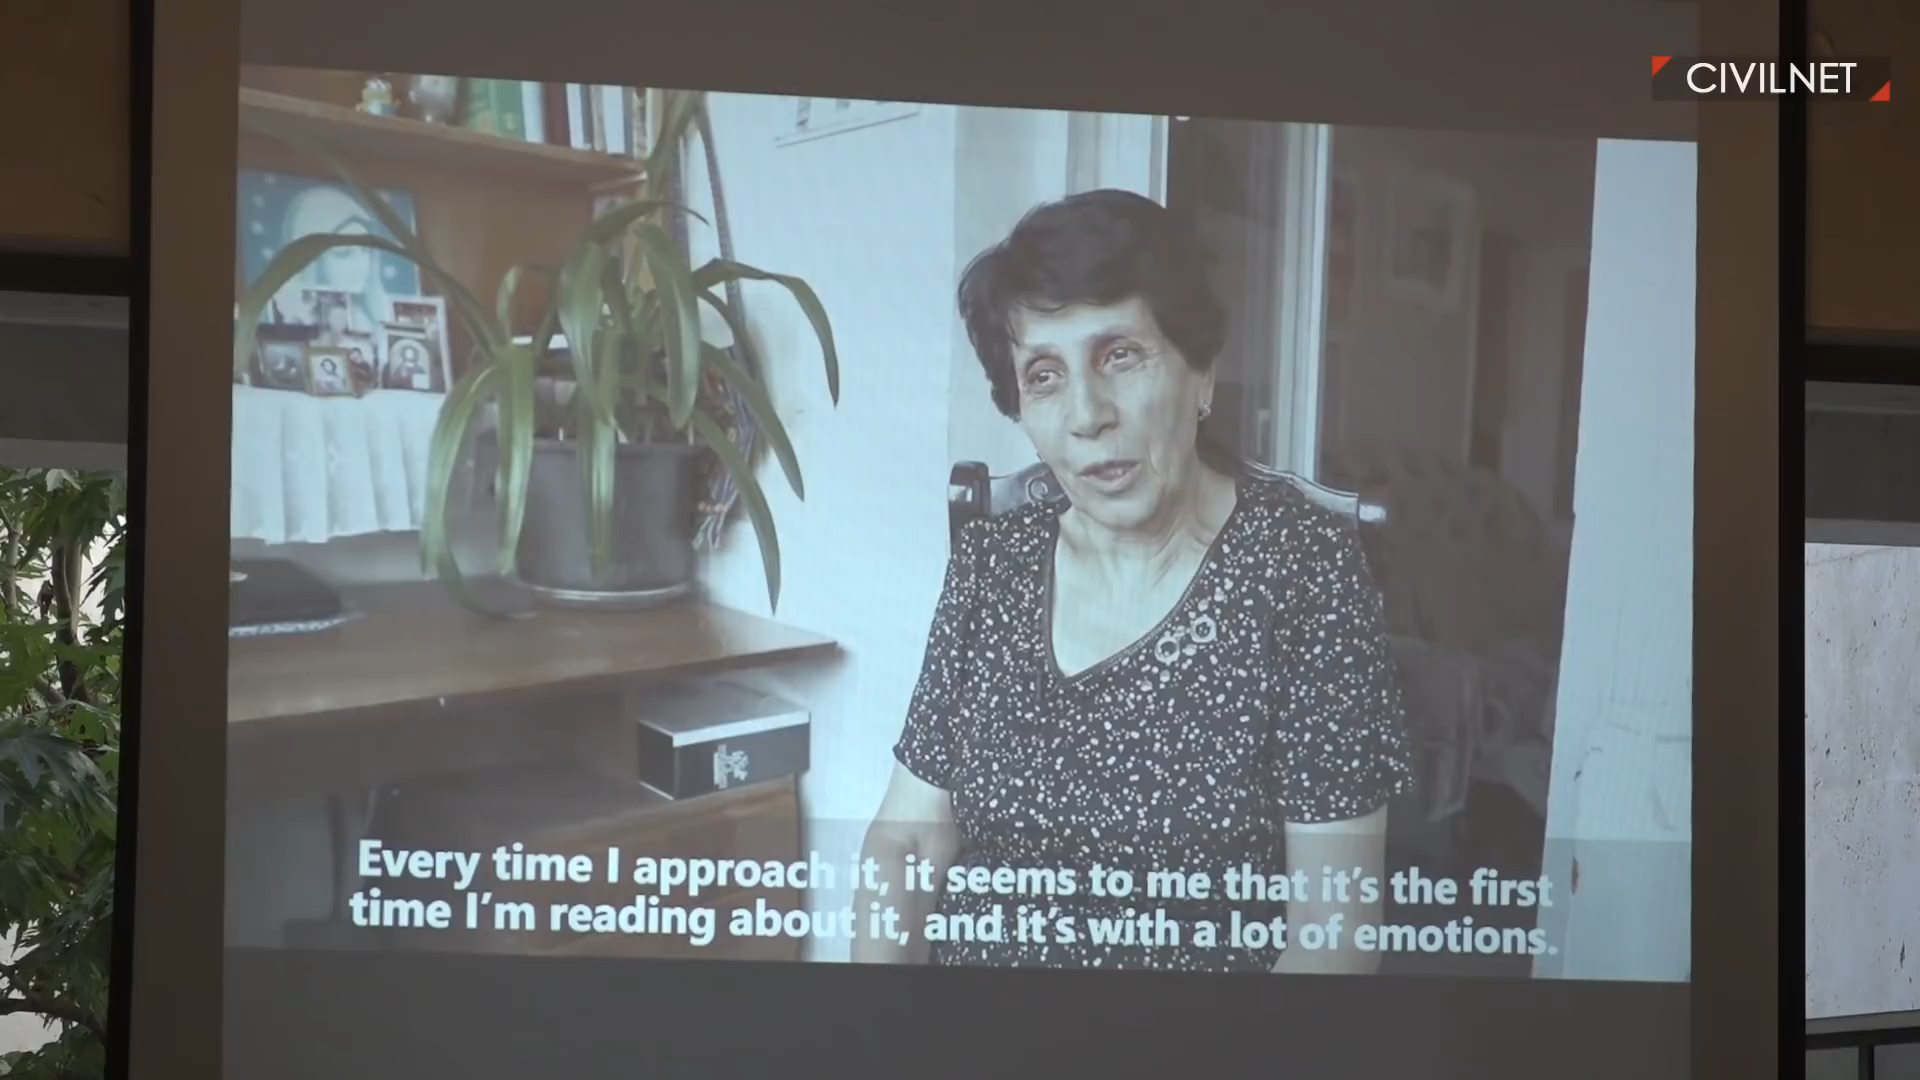 CIVILNET
Every time I approach it, it seems to me that it's the first
time I'm reading about it, and it's with a lot of emotions.